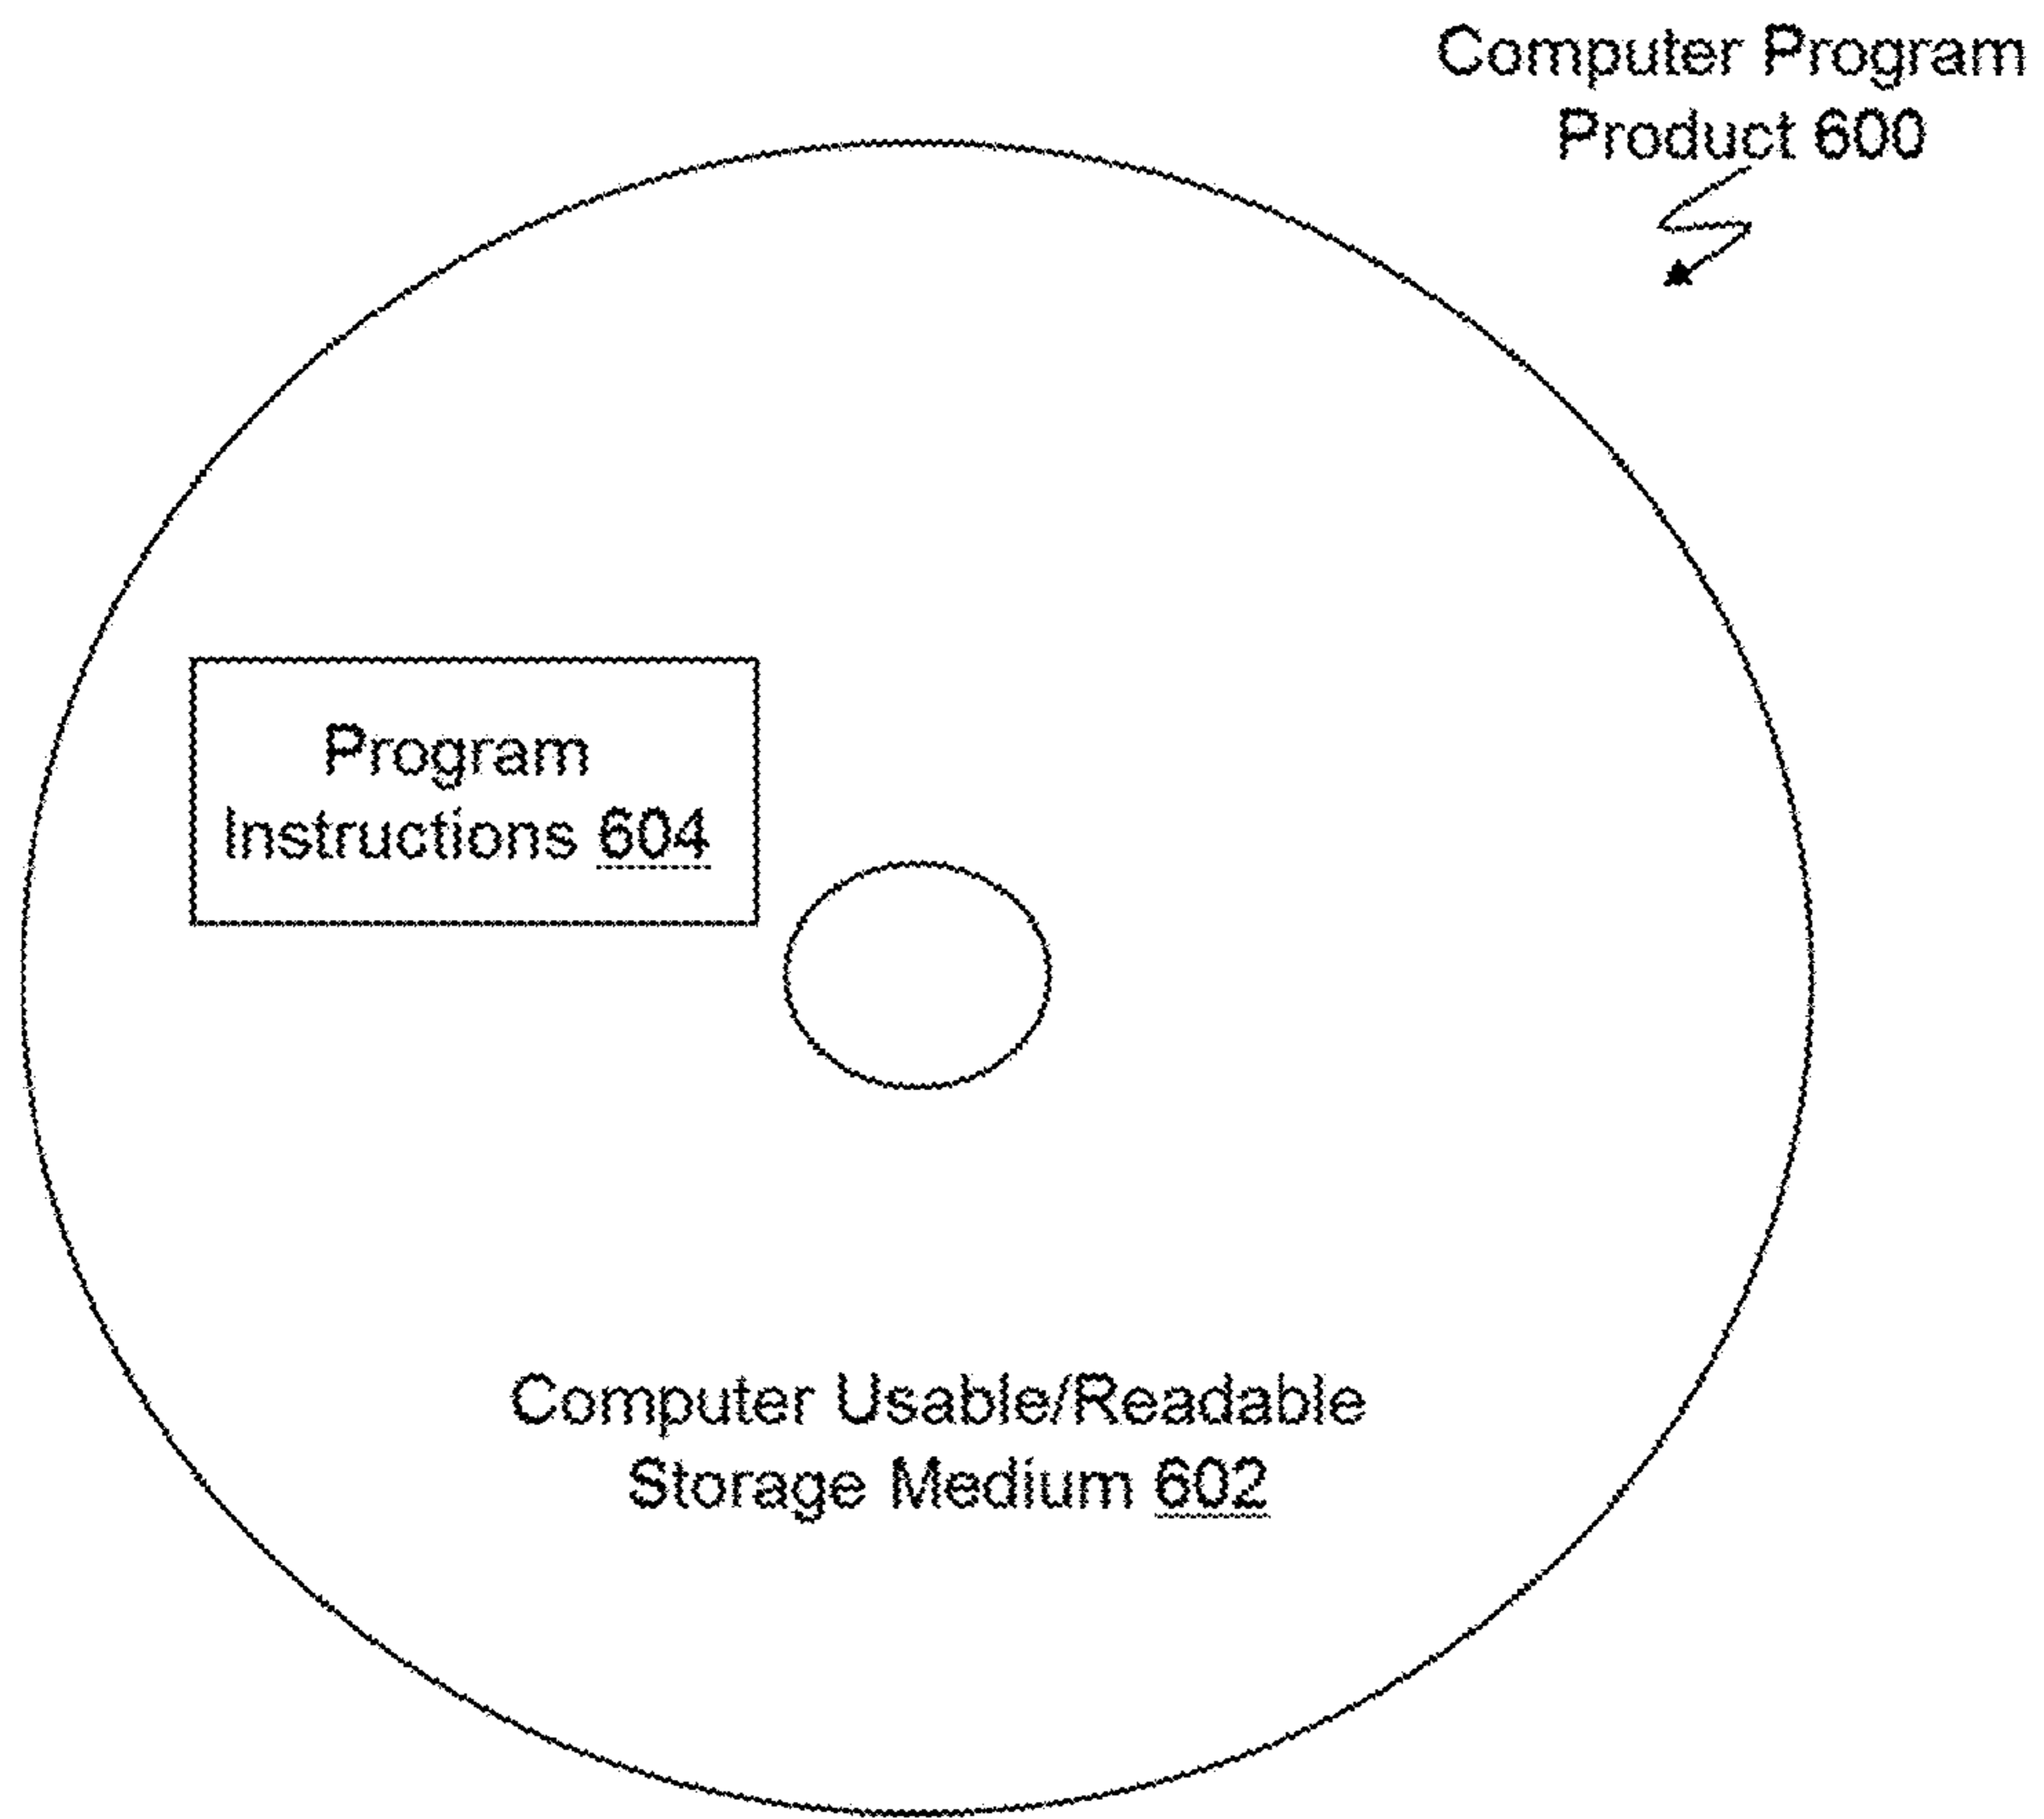 Computer Program
Product 600
Program
Instructions 604
Computer Usable/Readable
Storage Medium 602